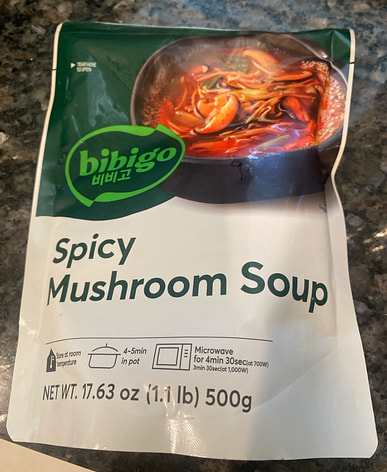 TEAR HERE
TO OPEN
bibigo
비비고
Spicy
Mushroom Soup
Store at room
temperature
4-5min
in pot
Microwave
for 4min 30sec(at 700W)
3min 30sec(at 1,000W)
NET WT. 17.63 oz (1.1 lb) 500g